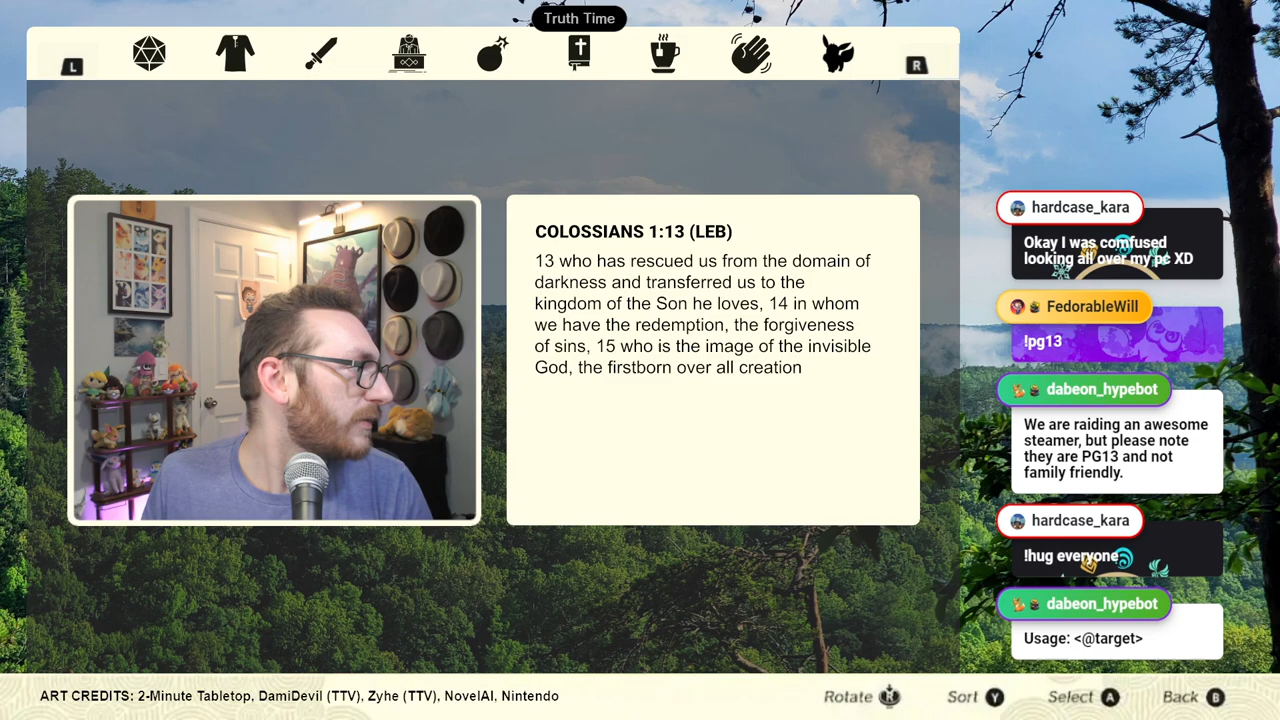 Truth Time
L
R
COLOSSIANS 1:13 (LEB)
13 who has rescued us from the domain of
darkness and transferred us to the
kingdom of the Son he loves, 14 in whom
we have the redemption, the forgiveness
of sins, 15 who is the image of the invisible
God, the firstborn over all creation
hardcase_kara
Okay I was comfused
looking all over my pc XD
FedorableWill
!pg13
dabeon_hypebot
We are raiding an awesome
steamer, but please note
they are PG13 and not
family friendly.
hardcase_kara
!hug everyone
dabeon_hypebot
Usage: <@target>
ART CREDITS: 2-Minute Tabletop, DamiDevil (TTV), Zyhe (TTV), NovelAI, Nintendo
Rotate R Sort Y Select A Back B